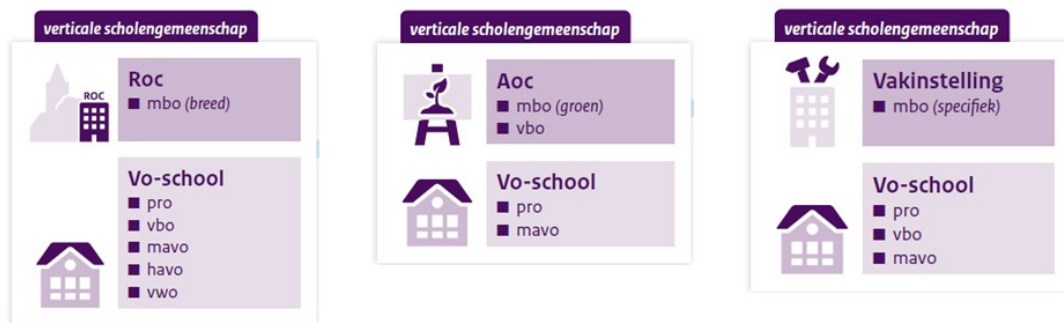 verticale scholengemeenschap
ROC
Roc
mbo (breed)
Vo-school
pro
vbo
mavo
havo
vwo
verticale scholengemeenschap
Aoc
mbo (groen)
vbo
Vo-school
pro
mavo
verticale scholengemeenschap
Vakinstelling
mbo (specifiek)
Vo-school
pro
vbo
mavo